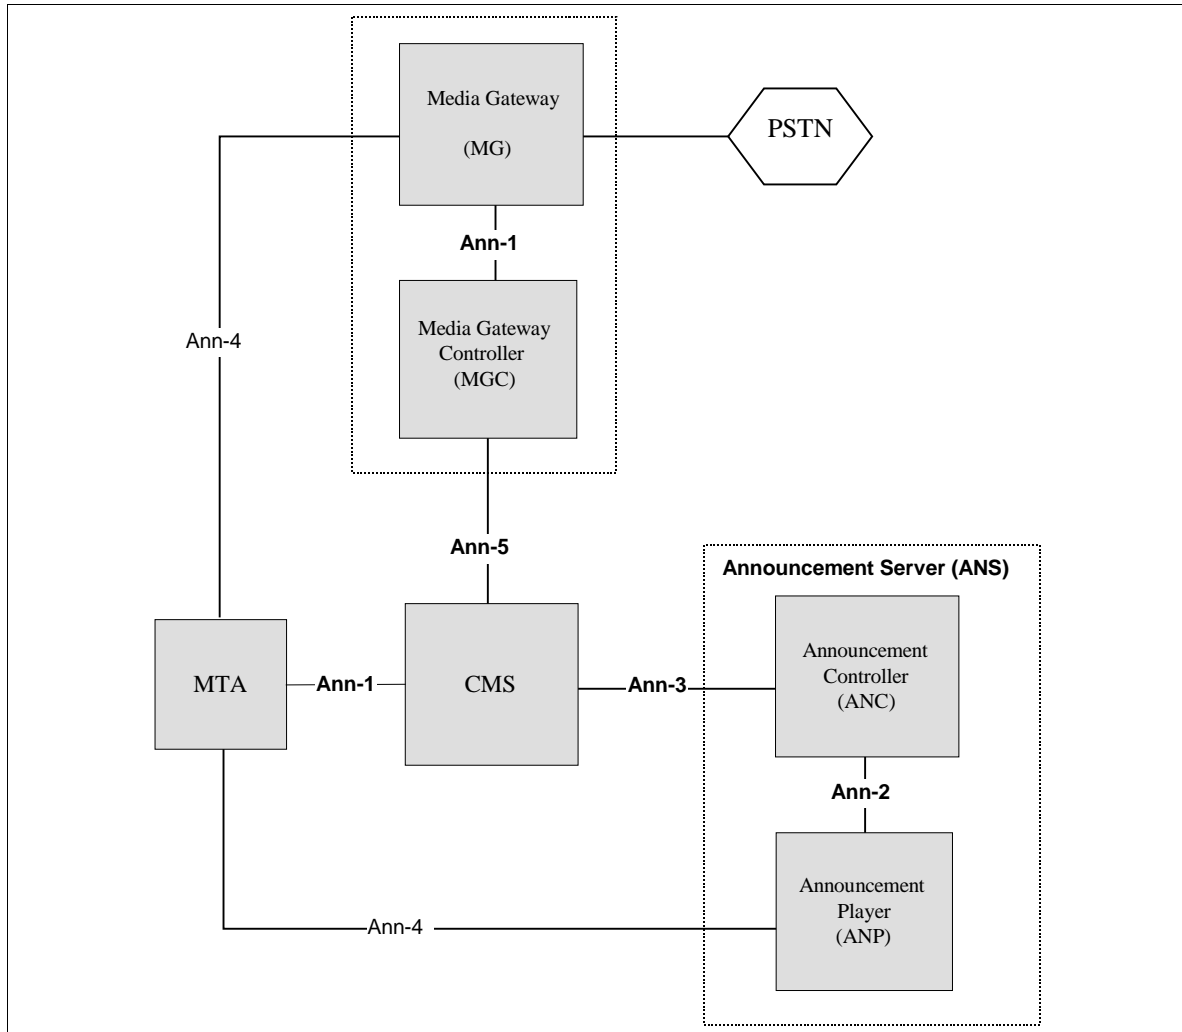 Media Gateway
(MG)
PSTN
Ann-1
Media Gateway
Controller
(MGC)
Ann-4
Ann-5
Announcement Server (ANS)
Announcement
Controller
(ANC)
MTA
Ann-1
CMS
Ann-3
Ann-2
Announcement
Player
(ANP)
Ann-4